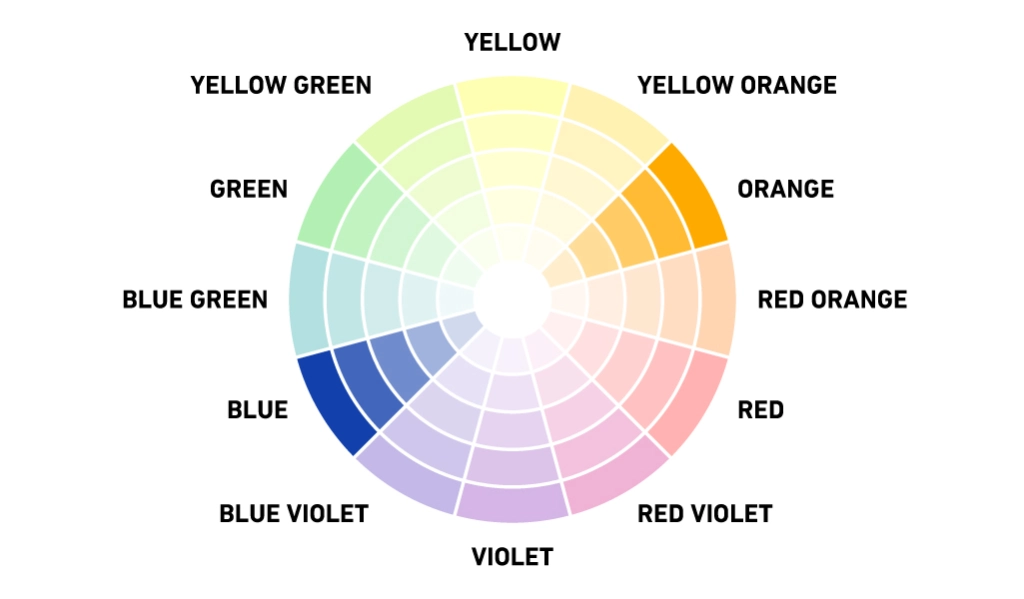 YELLOW
YELLOW GREEN
YELLOW ORANGE
GREEN
ORANGE
BLUE GREEN
RED ORANGE
BLUE
RED
BLUE VIOLET
RED VIOLET
VIOLET